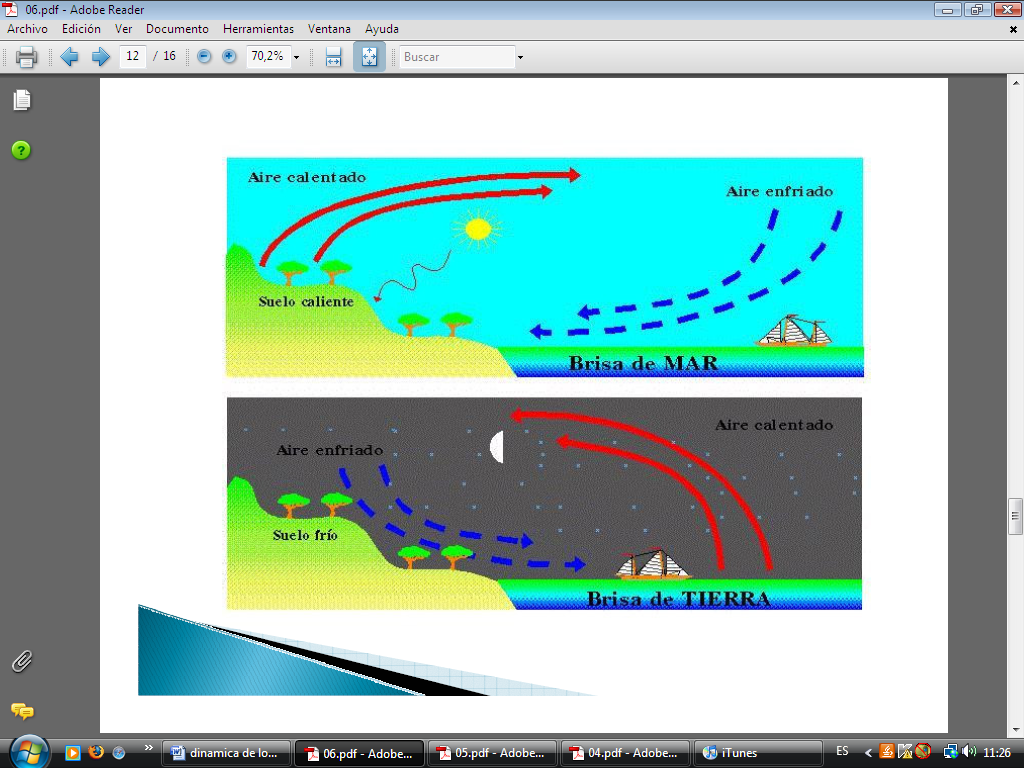 06.pdf - Adobe Reader
Archivo Edición Ver Documento Herramientas Ventana Ayuda
12 / 16 70,2% Buscar
Aire calentado
Aire enfriado
Suelo caliente
Brisa de MAR
Aire calentado
Aire enfriado
Suelo frío
Brisa de TIERRA
dinamica de lo... 06.pdf - Adobe... 05.pdf - Adobe... 04.pdf - Adobe... iTunes ES 11:26